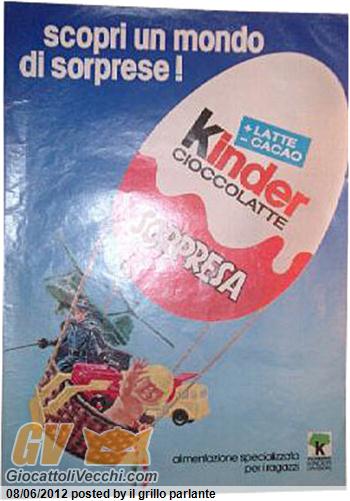 scopri un mondo
di sorprese!
+ LATTE
- CACAO
Kinder
CIOCCOLATTE
SORPRESA
alimentazione specializzata
per i ragazzi
K
GV
GiocattoliVecchi.com
08/06/2012 posted by il grillo parlante